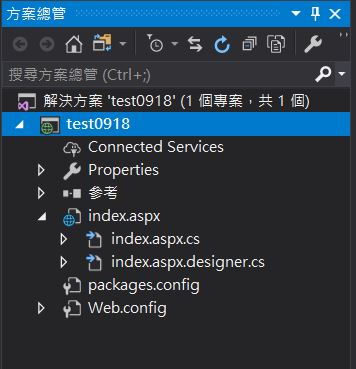 方案總管
搜尋方案總管 (Ctrl+;)
解決方案 'test0918' (1 個專案，共 1 個)
test0918
Connected Services
Properties
參考
index.aspx
index.aspx.cs
index.aspx.designer.cs
packages.config
Web.config